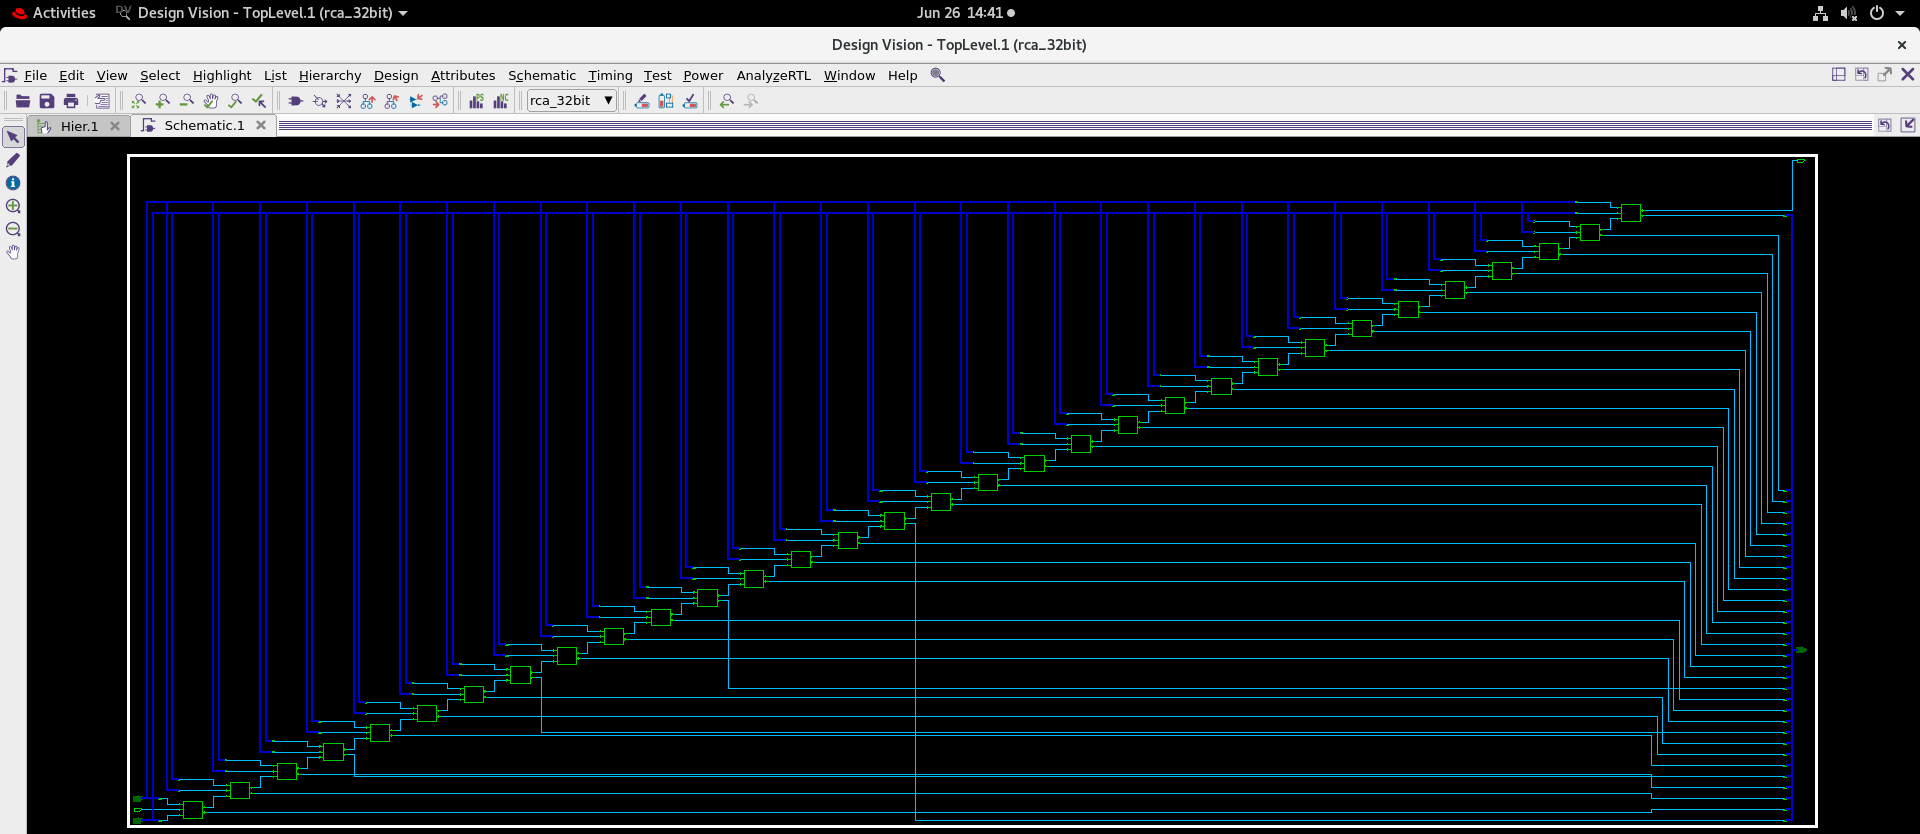 Activities Design Vision - TopLevel.1 (rca_32bit) Jun 26 14:41
Design Vision - TopLevel.1 (rca_32bit)
File Edit View Select Highlight List Hierarchy Design Attributes Schematic Timing Test Power AnalyzeRTL Window Help
rca_32bit
Hier.1 Schematic.1